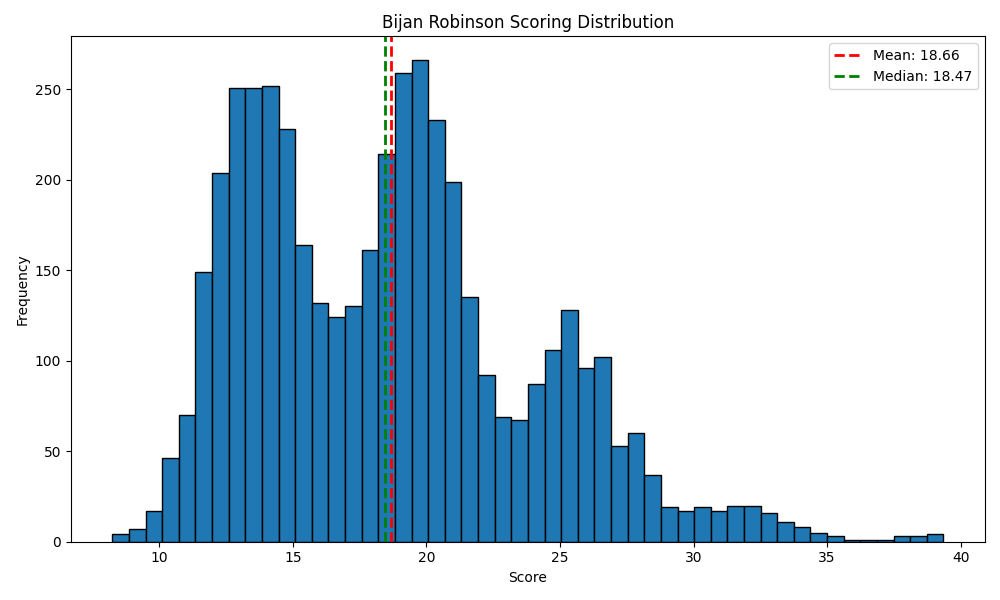 Bijan Robinson Scoring Distribution
Mean: 18.66
Median: 18.47
Frequency
250
200
150
100
50
0
10 15 20 25 30 35 40
Score